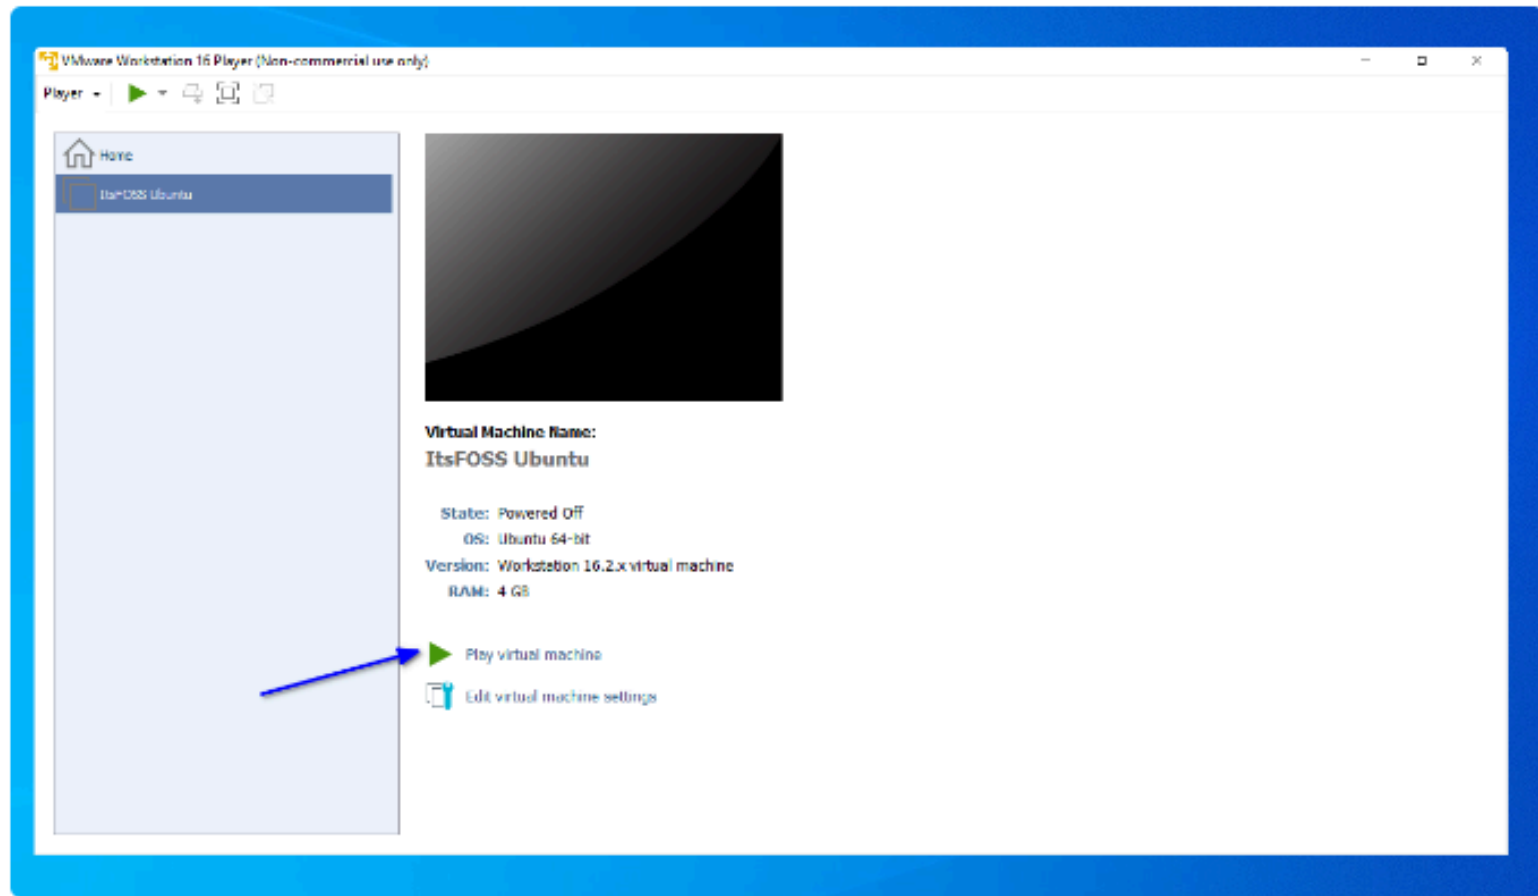 VMware Workstation 16 Player (Non-commercial use only)
Player
Home
ItsFOSS Ubuntu
Virtual Machine Name:
ItsFOSS Ubuntu
State: Powered Off
OS: Ubuntu 64-bit
Version: Workstation 16.2.x virtual machine
RAM: 4 GB
Play virtual machine
Edit virtual machine settings